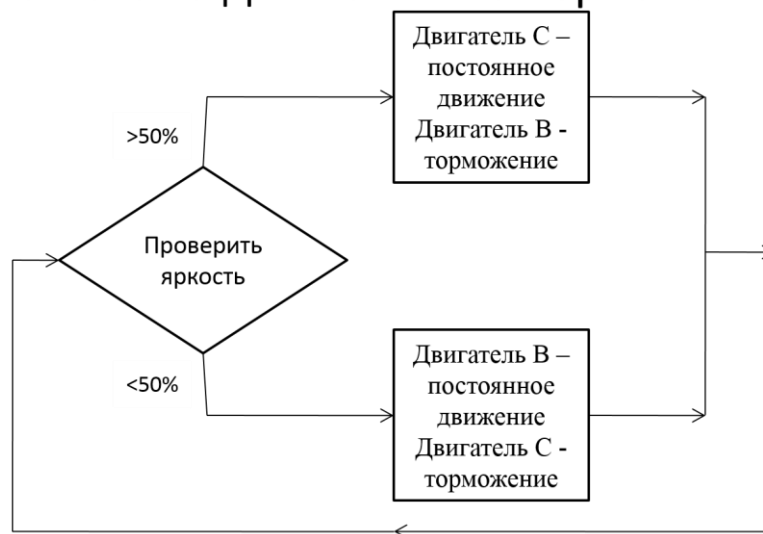 Двигатель С –
постоянное
движение
Двигатель В -
торможение
>50%
Проверить
яркость
<50%
Двигатель В –
постоянное
движение
Двигатель С -
торможение